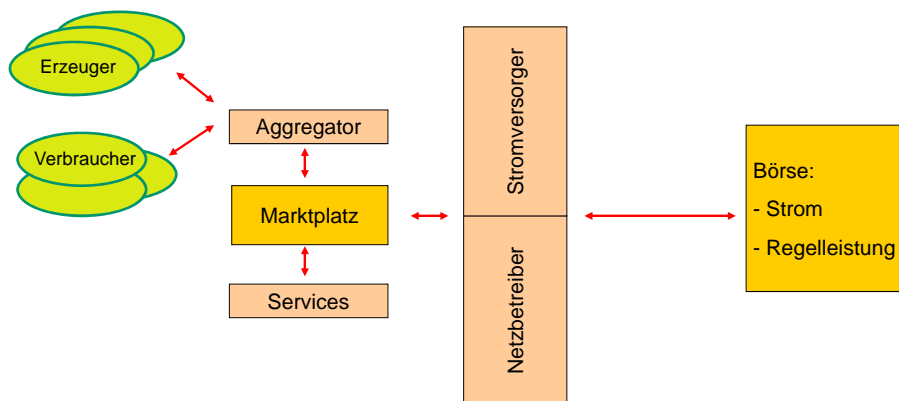 Erzeuger
Verbraucher
Aggregator
Marktplatz
Services
Stromversorger
Netzbetreiber
Börse:
- Strom
- Regelleistung